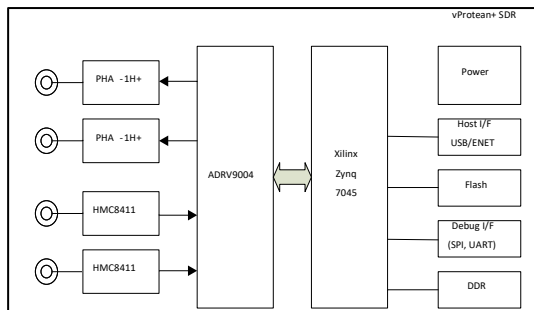 vProtean+ SDR
PHA -1H+
PHA -1H+
HMC8411
HMC8411
ADRV9004
Xilinx
Zynq
7045
Power
Host I/F
USB/ENET
Flash
Debug I/F
(SPI, UART)
DDR